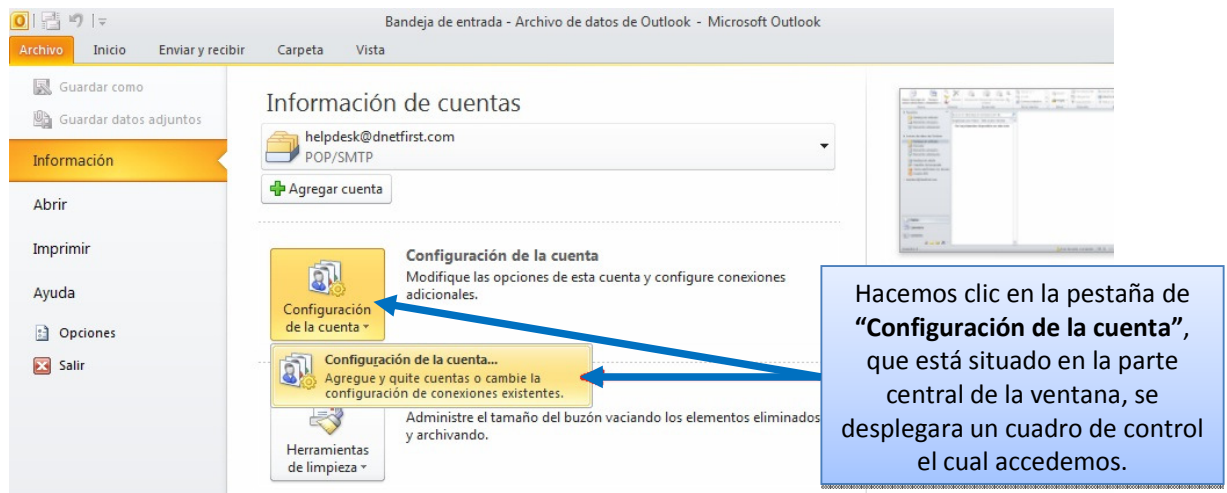 Bandeja de entrada - Archivo de datos de Outlook - Microsoft Outlook
Archivo Inicio Enviar y recibir Carpeta Vista
Guardar como
Guardar datos adjuntos
Información
Abrir
Imprimir
Ayuda
Opciones
Salir
Información de cuentas
helpdesk@dnetfirst.com
POP/SMTP
Agregar cuenta
Configuración
de la cuenta
Configuración de la cuenta
Modifique las opciones de esta cuenta y configure conexiones
adicionales.
Configuración de la cuenta...
Agregue y quite cuentas o cambie la
configuración de conexiones existentes.
Herramientas
de limpieza
Administre el tamaño del buzón vaciando los elementos eliminados
y archivando.
Hacemos clic en la pestaña de
“Configuración de la cuenta”,
que está situado en la parte
central de la ventana, se
desplegara un cuadro de control
el cual accedemos.